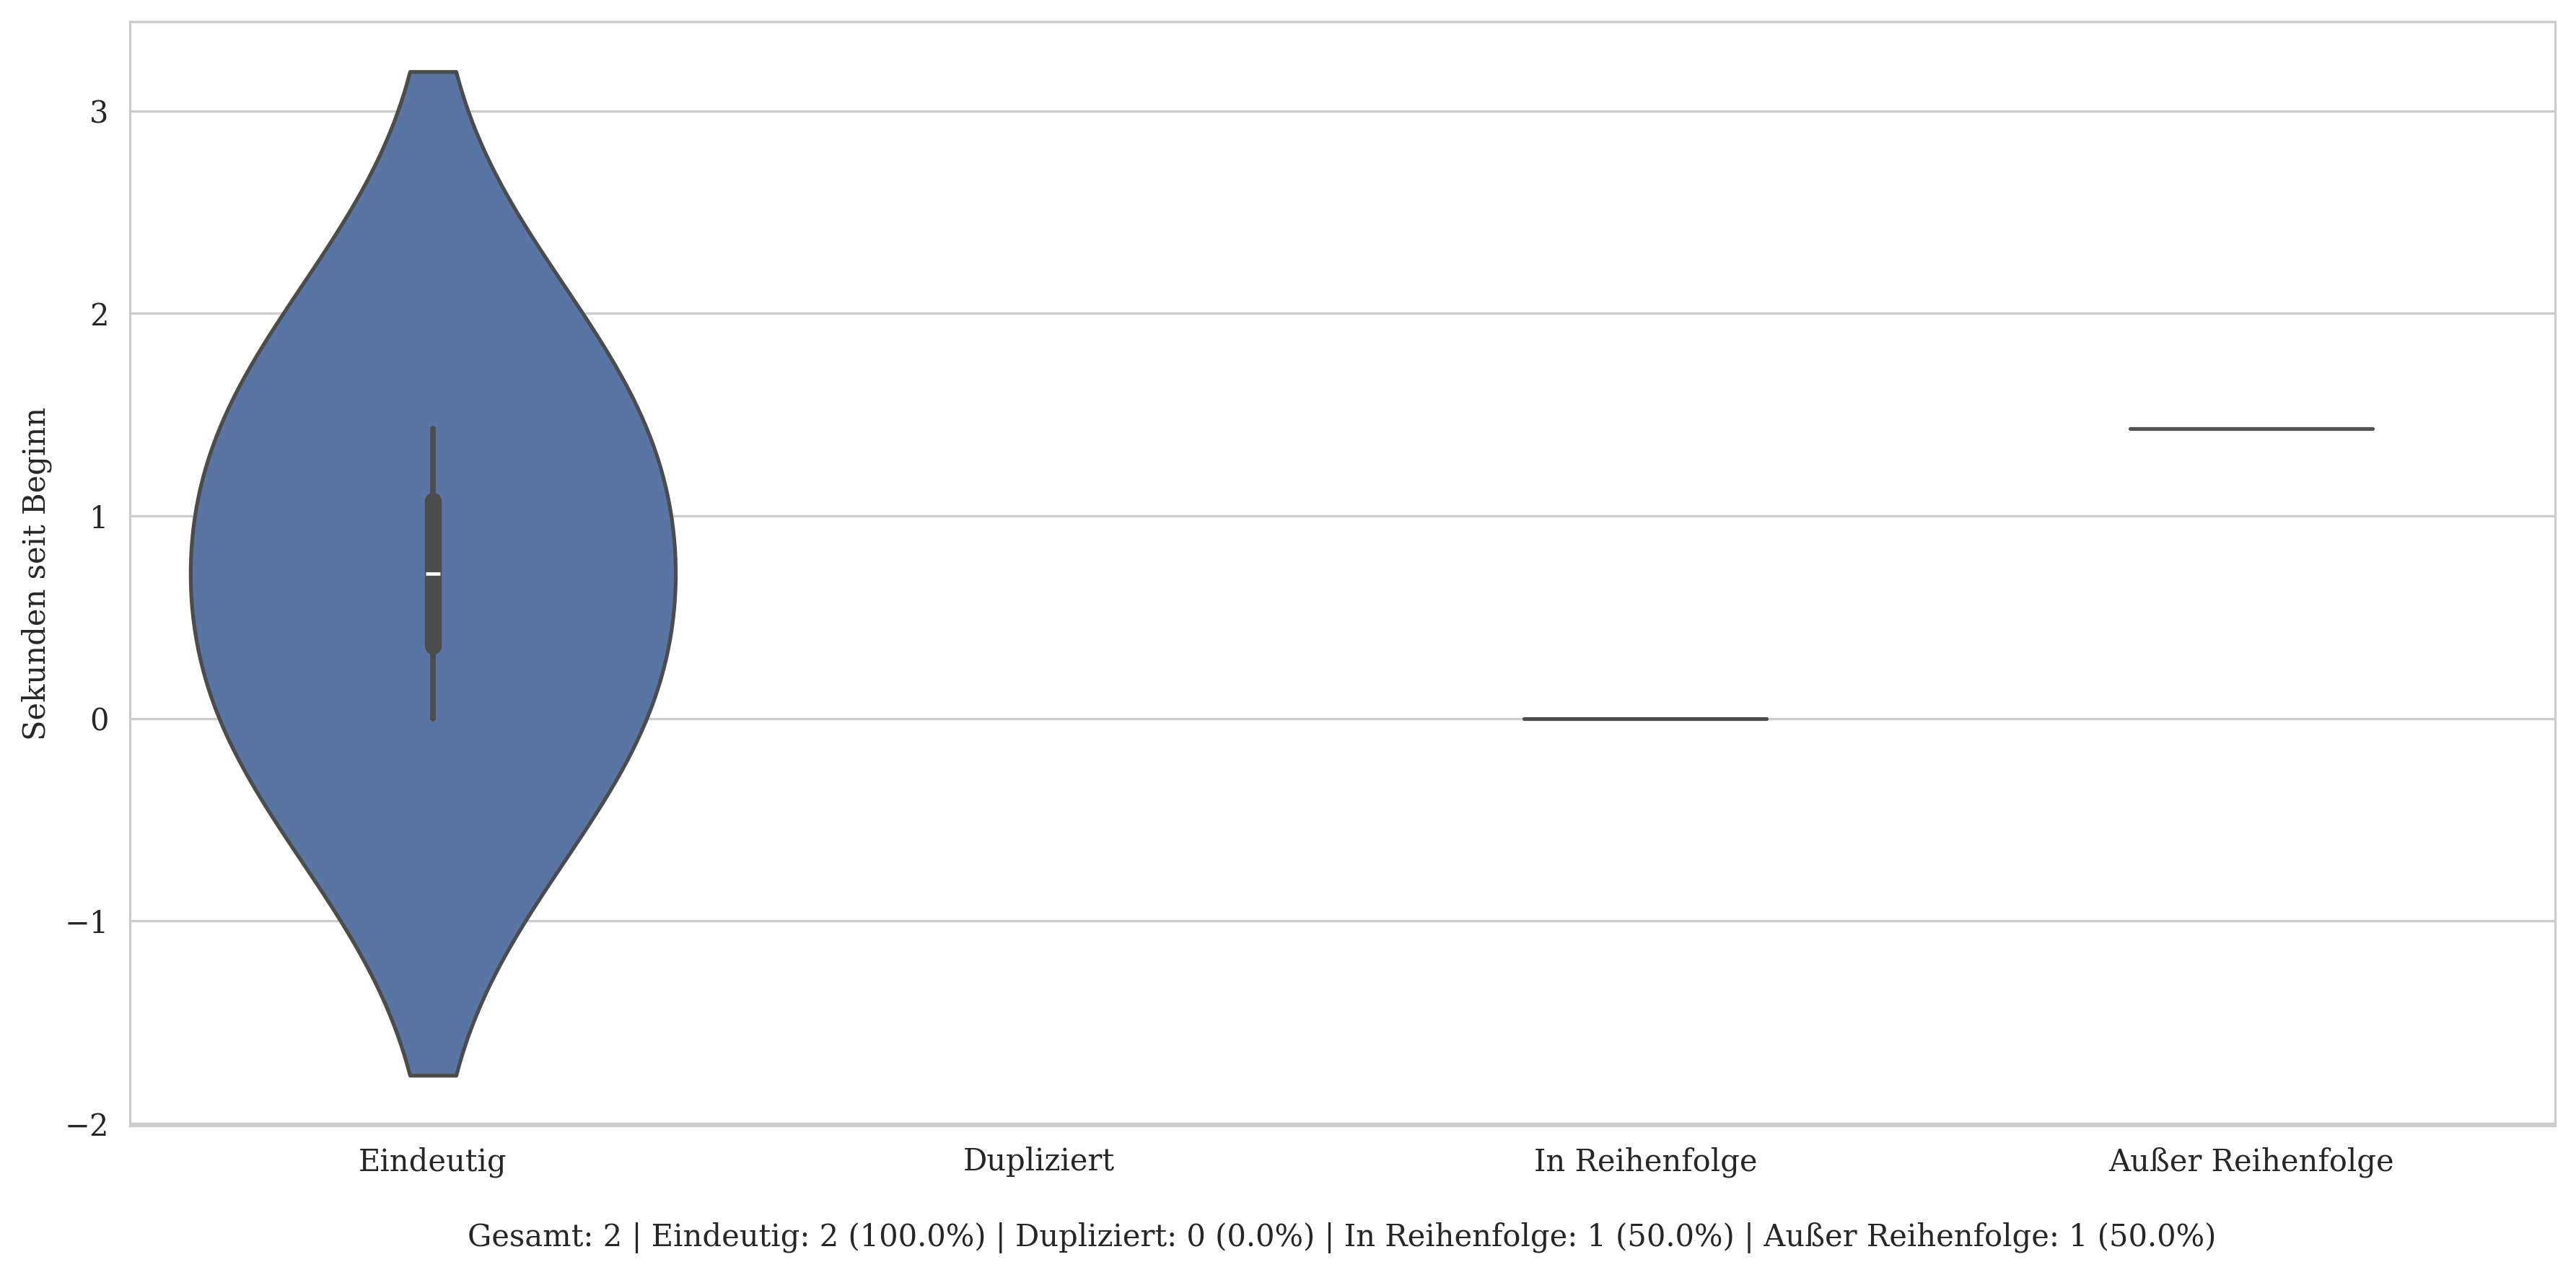 Sekunden seit Beginn
3
2
1
0
−1
−2
Eindeutig
Dupliziert
In Reihenfolge
Außer Reihenfolge
Gesamt: 2 | Eindeutig: 2 (100.0%) | Dupliziert: 0 (0.0%) | In Reihenfolge: 1 (50.0%) | Außer Reihenfolge: 1 (50.0%)